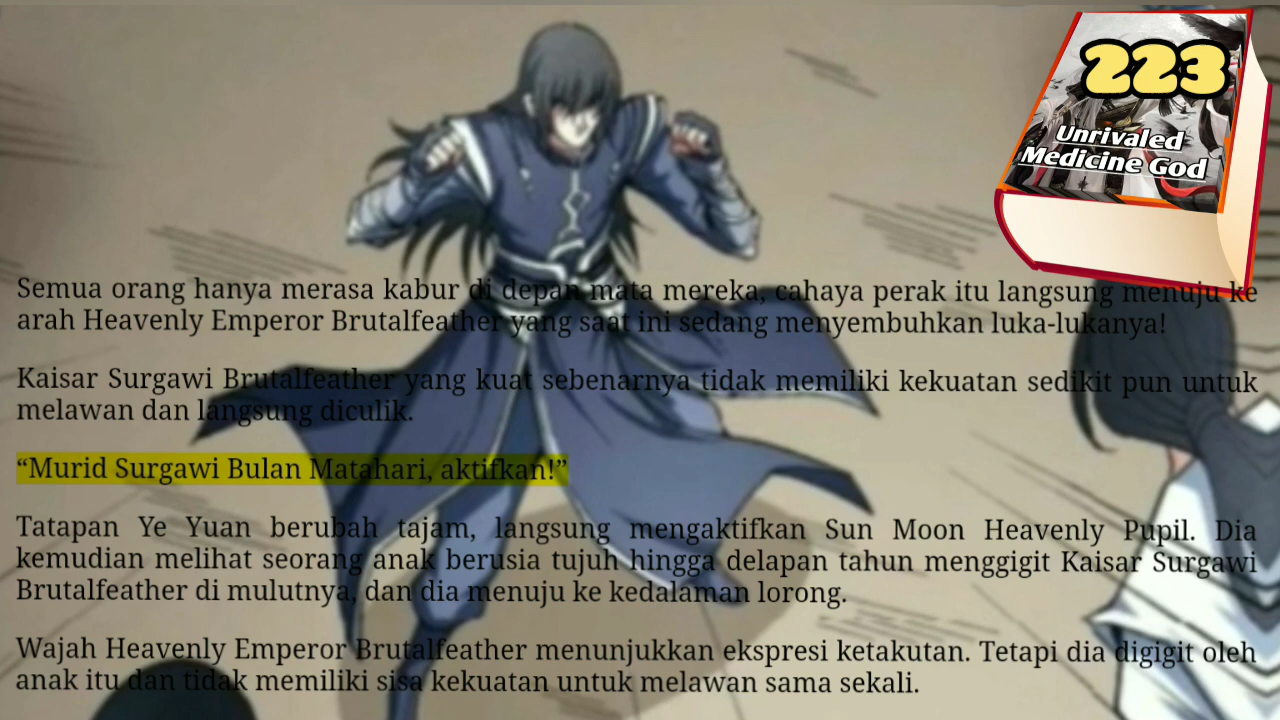 223
Unrivaled
Medicine God
Semua orang hanya merasa kabur di depan mata mereka, cahaya perak itu langsung menuju ke
arah Heavenly Emperor Brutalfeather yang saat ini sedang menyembuhkan luka-lukanya!
Kaisar Surgawi Brutalfeather yang kuat sebenarnya tidak memiliki kekuatan sedikit pun untuk
melawan dan langsung diculik.
“Murid Surgawi Bulan Matahari, aktifkan!”
Tatapan Ye Yuan berubah tajam, langsung mengaktifkan Sun Moon Heavenly Pupil. Dia
kemudian melihat seorang anak berusia tujuh hingga delapan tahun menggigit Kaisar Surgawi
Brutalfeather di mulutnya, dan dia menuju ke kedalaman lorong.
Wajah Heavenly Emperor Brutalfeather menunjukkan ekspresi ketakutan. Tetapi dia digigit oleh
anak itu dan tidak memiliki sisa kekuatan untuk melawan sama sekali.